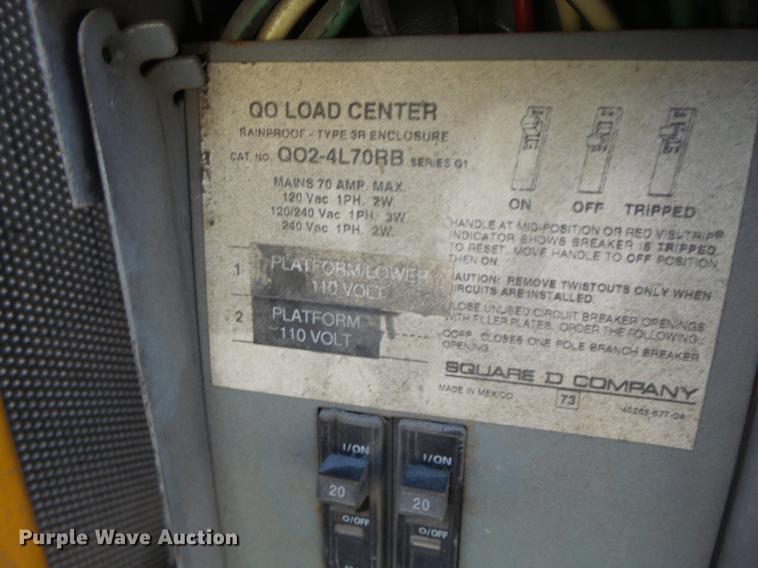 QO LOAD CENTER
RAINPROOF - TYPE 3R ENCLOSURE
CAT. NO. QO2-4L70RB SERIES G1
MAINS 70 AMP. MAX.
120 Vac 1PH. 2W.
120/240 Vac 1PH. 3W.
240 Vac 1PH. 2W.
1 PLATFORM/LOWER
110 VOLT
2 PLATFORM
110 VOLT
ON OFF TRIPPED
HANDLE AT MID-POSITION OR RED VISI-TRIP®
INDICATOR SHOWS BREAKER IS TRIPPED.
TO RESET, MOVE HANDLE TO OFF POSITION,
THEN ON.
CAUTION: REMOVE TWISTOUTS ONLY WHEN
CIRCUITS ARE INSTALLED.
CLOSE UNUSED CIRCUIT BREAKER OPENINGS
WITH FILLER PLATES. ORDER THE FOLLOWING:
QOFP, CLOSES ONE POLE BRANCH BREAKER
OPENING.
SQUARE D COMPANY
MADE IN MEXICO 73
I/ON I/ON
20 20
O/OFF O/OFF
Purple Wave Auction